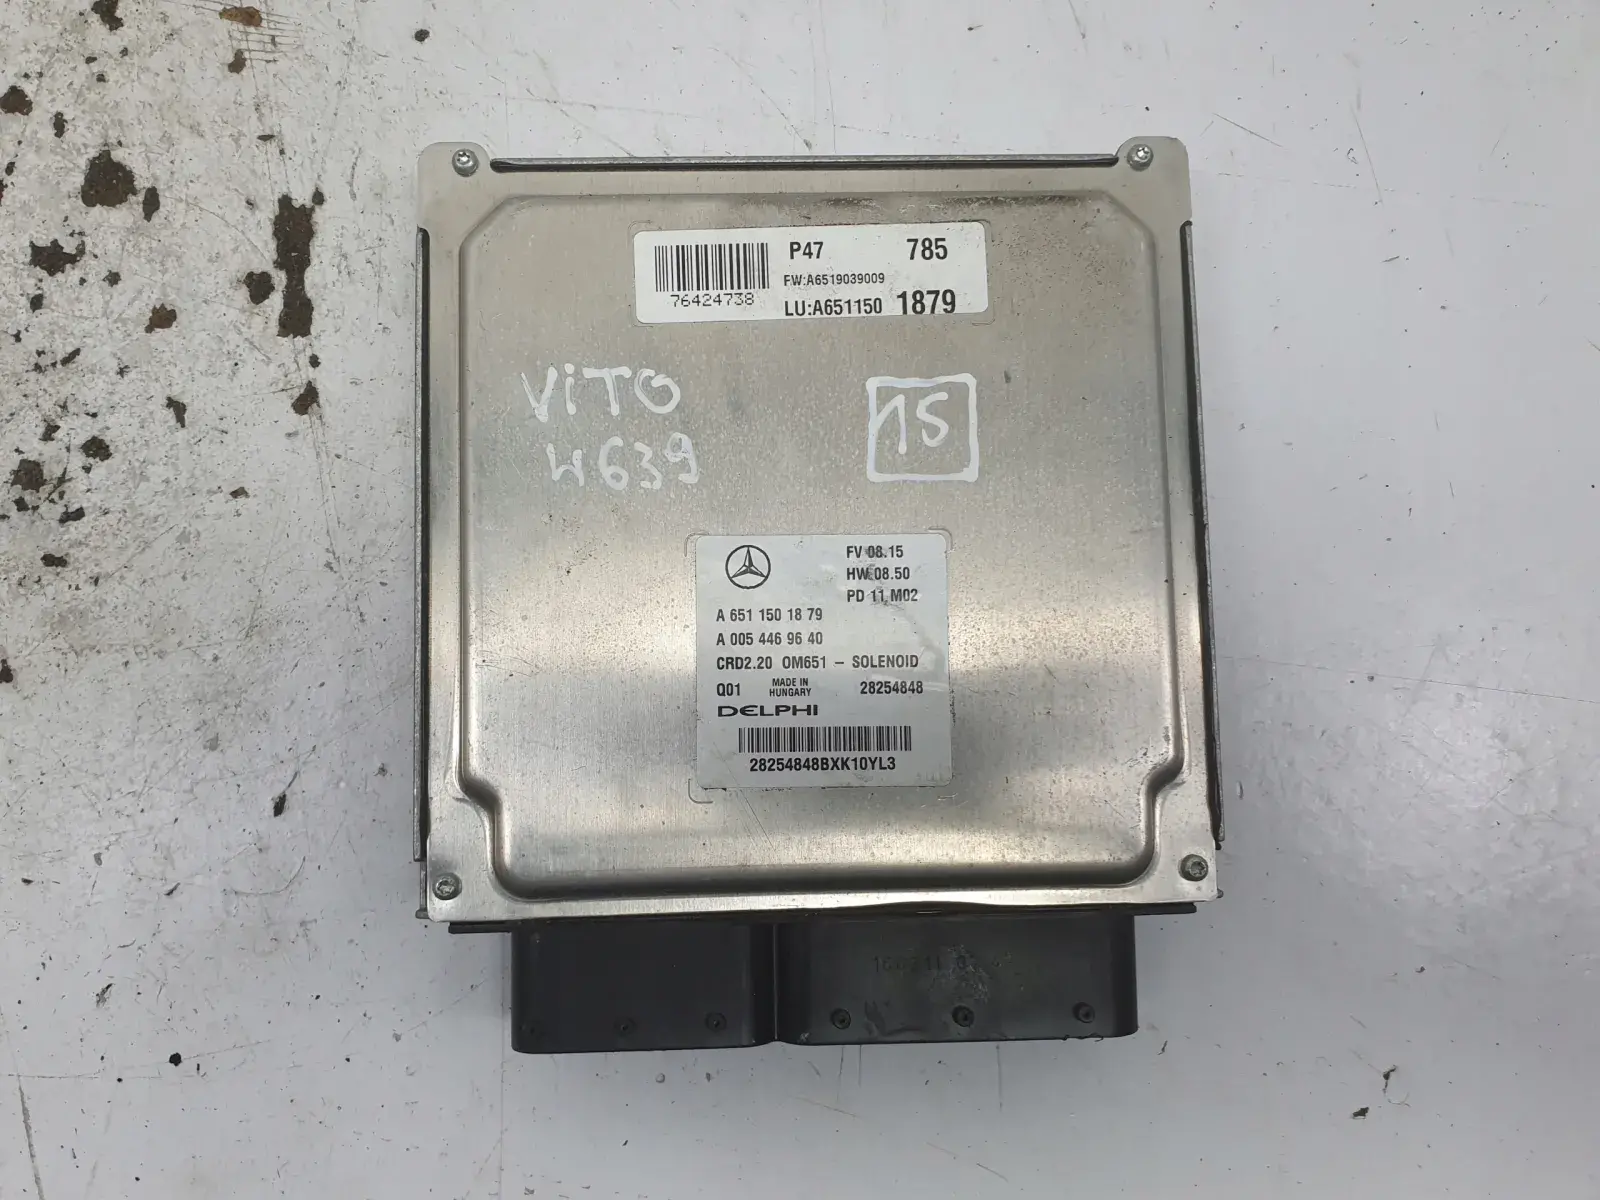 P47 785
76424738
FW:A6519039009
LU:A651150 1879
ViTO
W639
15
FV 08.15
HW 08.50
PD 11 M02
A 651 150 18 79
A 005 446 96 40
CRD2.20 OM651 - SOLENOID
Q01 MADE IN HUNGARY 28254848
DELPHI
28254848BXK10YL3